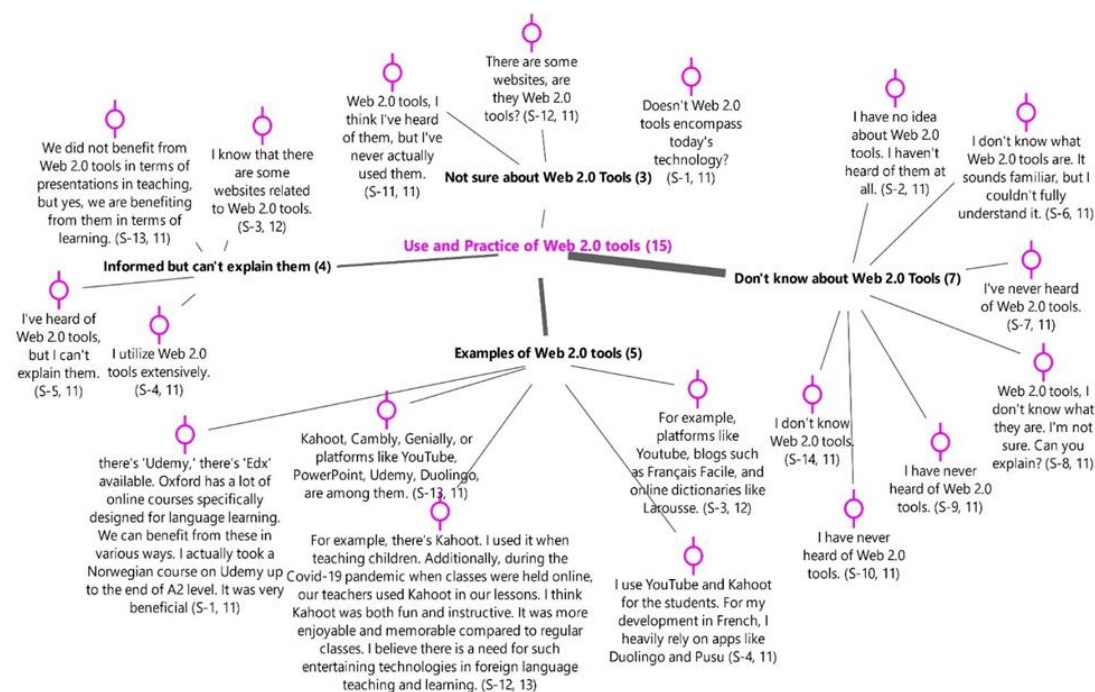 There are some
websites, are
they Web 2.0
tools? (S-12, 11)
Web 2.0 tools, I
think I've heard
of them, but I've
never actually
used them.
(S-11, 11)
Doesn't Web 2.0
tools encompass
today's
technology?
(S-1, 11)
I have no idea
about Web 2.0
tools. I haven't
heard of them at
all. (S-2, 11)
I don't know what
Web 2.0 tools are. It
sounds familiar, but I
couldn't fully
understand it. (S-6, 11)
We did not benefit from
Web 2.0 tools in terms of
presentations in teaching,
but yes, we are benefiting
from them in terms of
learning. (S-13, 11)
I know that there
are some
websites related
to Web 2.0 tools.
(S-3, 12)
Not sure about Web 2.0 Tools (3)
Use and Practice of Web 2.0 tools (15)
Informed but can't explain them (4)
Don't know about Web 2.0 Tools (7)
I've never heard
of Web 2.0 tools.
(S-7, 11)
I've heard of
Web 2.0 tools,
but I can't
explain them.
(S-5, 11)
I utilize Web 2.0
tools extensively.
(S-4, 11)
Examples of Web 2.0 tools (5)
Web 2.0 tools, I
don't know what
they are. I'm not
sure. Can you
explain? (S-8, 11)
I don't know
Web 2.0 tools.
(S-14, 11)
I have never
heard of Web 2.0
tools. (S-9, 11)
I have never
heard of Web 2.0
tools. (S-10, 11)
there's 'Udemy,' there's 'Edx'
available. Oxford has a lot of
online courses specifically
designed for language learning.
We can benefit from these in
various ways. I actually took a
Norwegian course on Udemy up
to the end of A2 level. It was very
beneficial (S-1, 11)
Kahoot, Cambly, Genially, or
platforms like YouTube,
PowerPoint, Udemy, Duolingo,
are among them. (S-13, 11)
For example,
platforms like
Youtube, blogs such
as Français Facile, and
online dictionaries like
Larousse. (S-3, 12)
For example, there's Kahoot. I used it when
teaching children. Additionally, during the
Covid-19 pandemic when classes were held online,
our teachers used Kahoot in our lessons. I think
Kahoot was both fun and instructive. It was more
enjoyable and memorable compared to regular
classes. I believe there is a need for such
entertaining technologies in foreign language
teaching and learning. (S-12, 13)
I use YouTube and Kahoot
for the students. For my
development in French, I
heavily rely on apps like
Duolingo and Pusu (S-4, 11)